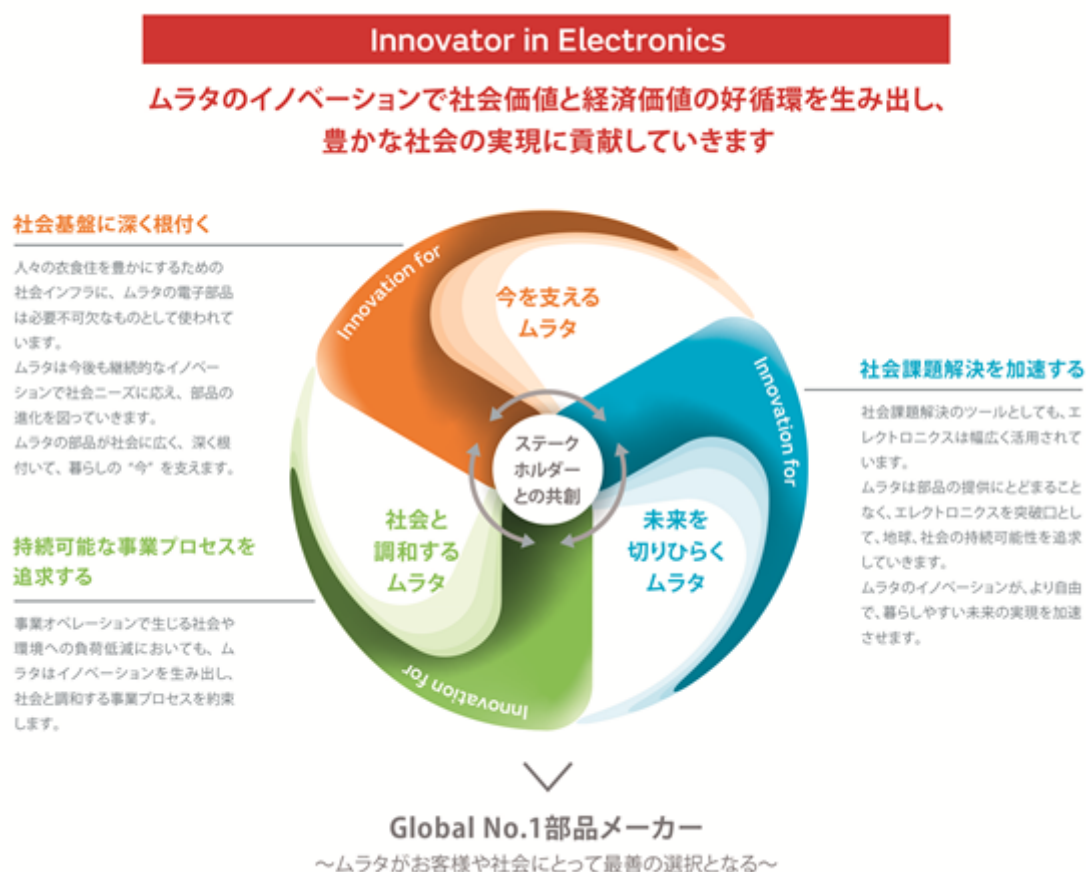 Innovator in Electronics
ムラタのイノベーションで社会価値と経済価値の好循環を生み出し、
豊かな社会の実現に貢献していきます
社会基盤に深く根付く
人々の衣食住を豊かにするための
社会インフラに、ムラタの電子部品
は必要不可欠なものとして使われて
います。
ムラタは今後も継続的なイノベー
ションで社会ニーズに応え、部品の
進化を図っていきます。
ムラタの部品が社会に広く、深く根
付いて、暮らしの “今” を支えます。
持続可能な事業プロセスを
追求する
事業オペレーションで生じる社会や
環境への負荷低減においても、ム
ラタはイノベーションを生み出し、
社会と調和する事業プロセスを約束
します。
Innovation for
今を支える
ムラタ
Innovation for
未来を
切りひらく
ムラタ
Innovation for
社会と
調和する
ムラタ
ステーク
ホルダー
との共創
社会課題解決を加速する
社会課題解決のツールとしても、エ
レクトロニクスは幅広く活用されて
います。
ムラタは部品の提供にとどまること
なく、エレクトロニクスを突破口とし
て、地球、社会の持続可能性を追求
していきます。
ムラタのイノベーションが、より自由
で、暮らしやすい未来の実現を加速
させます。
Global No.1部品メーカー
～ムラタがお客様や社会にとって最善の選択となる～